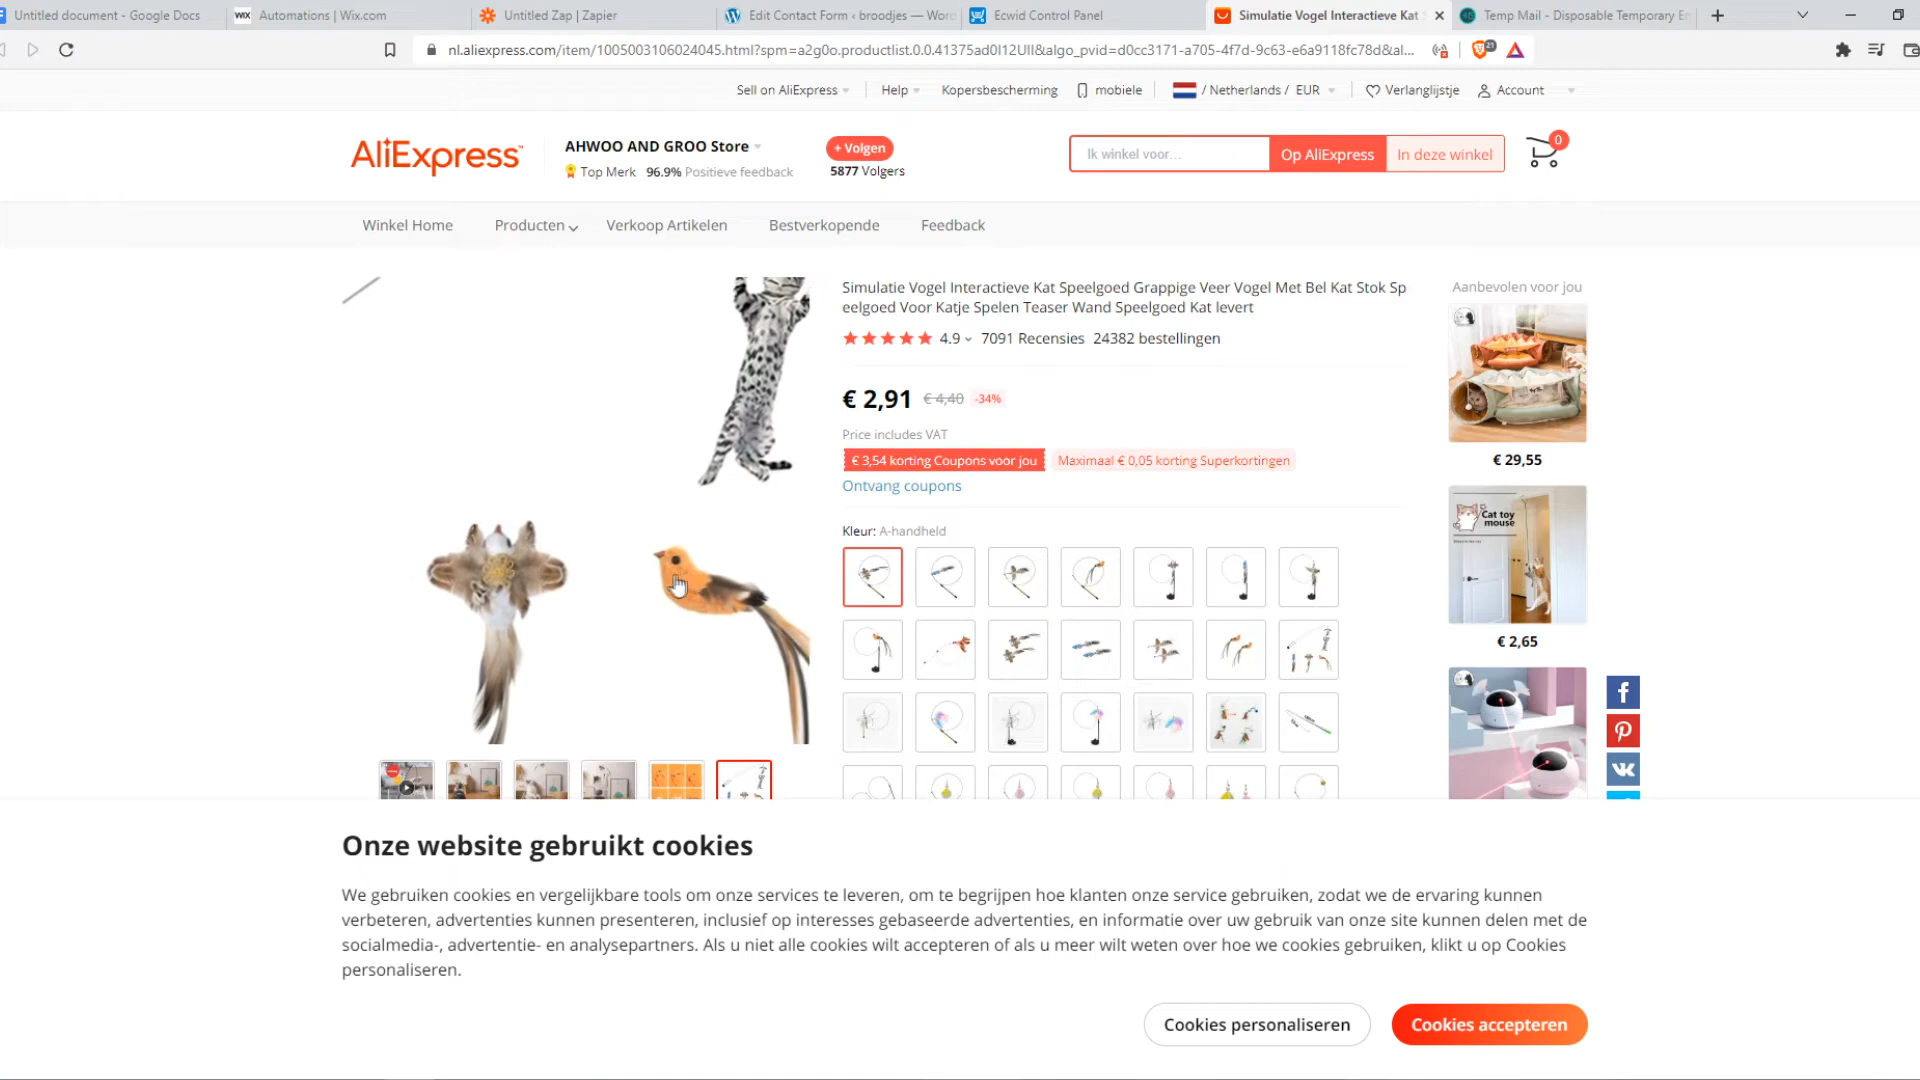 Untitled document - Google Docs
WIX Automations | Wix.com
Untitled Zap | Zapier
Edit Contact Form ‹ broodjes — Wor
Ecwid Control Panel
Simulatie Vogel Interactieve Kat
Temp Mail - Disposable Temporary E
nl.aliexpress.com/item/1005003106024045.html?spm=a2g0o.productlist.0.0.41375ad0I12UII&algo_pvid=d0cc3171-a705-4f7d-9c63-e6a9118fc78d&al...
21
Sell on AliExpress
Help
Kopersbescherming
mobiele
/ Netherlands / EUR
Verlanglijstje
Account
AliExpress
AHWOO AND GROO Store
Top Merk 96.9% Positieve feedback
+ Volgen
5877 Volgers
Ik winkel voor...
Op AliExpress
In deze winkel
0
Winkel Home
Producten
Verkoop Artikelen
Bestverkopende
Feedback
Simulatie Vogel Interactieve Kat Speelgoed Grappige Veer Vogel Met Bel Kat Stok Sp
eelgoed Voor Katje Spelen Teaser Wand Speelgoed Kat levert
4.9 7091 Recensies 24382 bestellingen
€ 2,91 € 4,40 -34%
Price includes VAT
€ 3,54 korting Coupons voor jou
Maximaal € 0,05 korting Superkortingen
Ontvang coupons
Kleur: A-handheld
Aanbevolen voor jou
€ 29,55
Cat toy
mouse
€ 2,65
Onze website gebruikt cookies
We gebruiken cookies en vergelijkbare tools om onze services te leveren, om te begrijpen hoe klanten onze service gebruiken, zodat we de ervaring kunnen
verbeteren, advertenties kunnen presenteren, inclusief op interesses gebaseerde advertenties, en informatie over uw gebruik van onze site kunnen delen met de
socialmedia-, advertentie- en analysepartners. Als u niet alle cookies wilt accepteren of als u meer wilt weten over hoe we cookies gebruiken, klikt u op Cookies
personaliseren.
Cookies personaliseren
Cookies accepteren